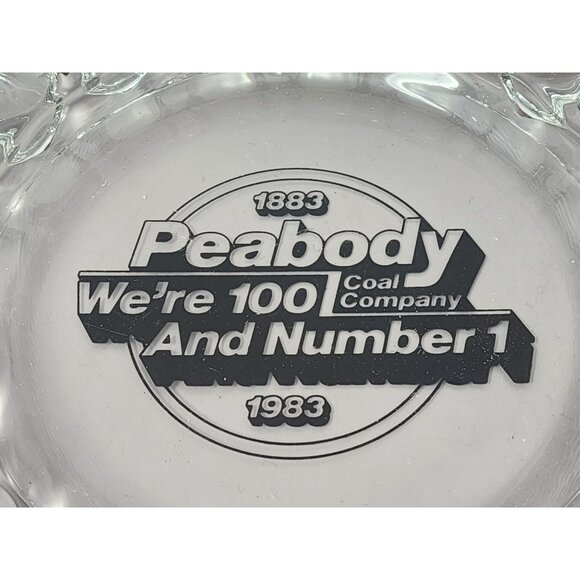 1883
Peabody
Coal
Company
We're 100
And Number 1
1983